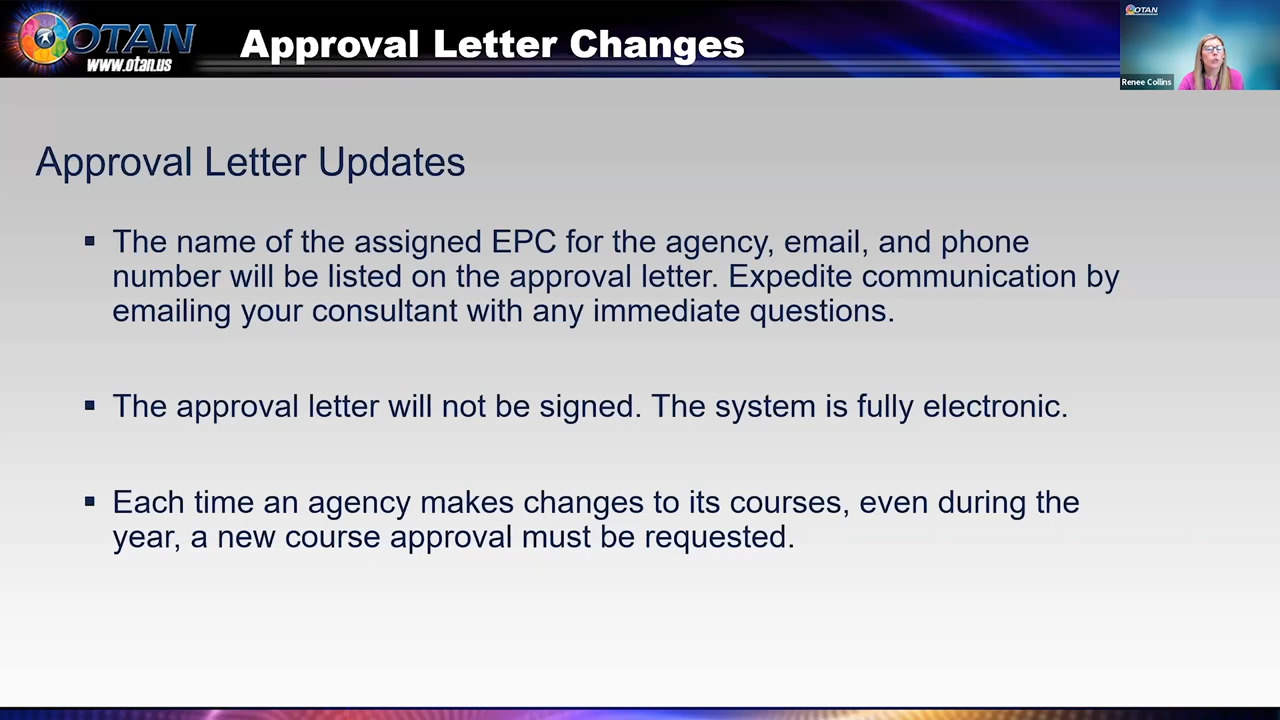 OTAN
www.otan.us
Approval Letter Changes
OTAN
Renee Collins
Approval Letter Updates
▪ The name of the assigned EPC for the agency, email, and phone
number will be listed on the approval letter. Expedite communication by
emailing your consultant with any immediate questions.
▪ The approval letter will not be signed. The system is fully electronic.
▪ Each time an agency makes changes to its courses, even during the
year, a new course approval must be requested.